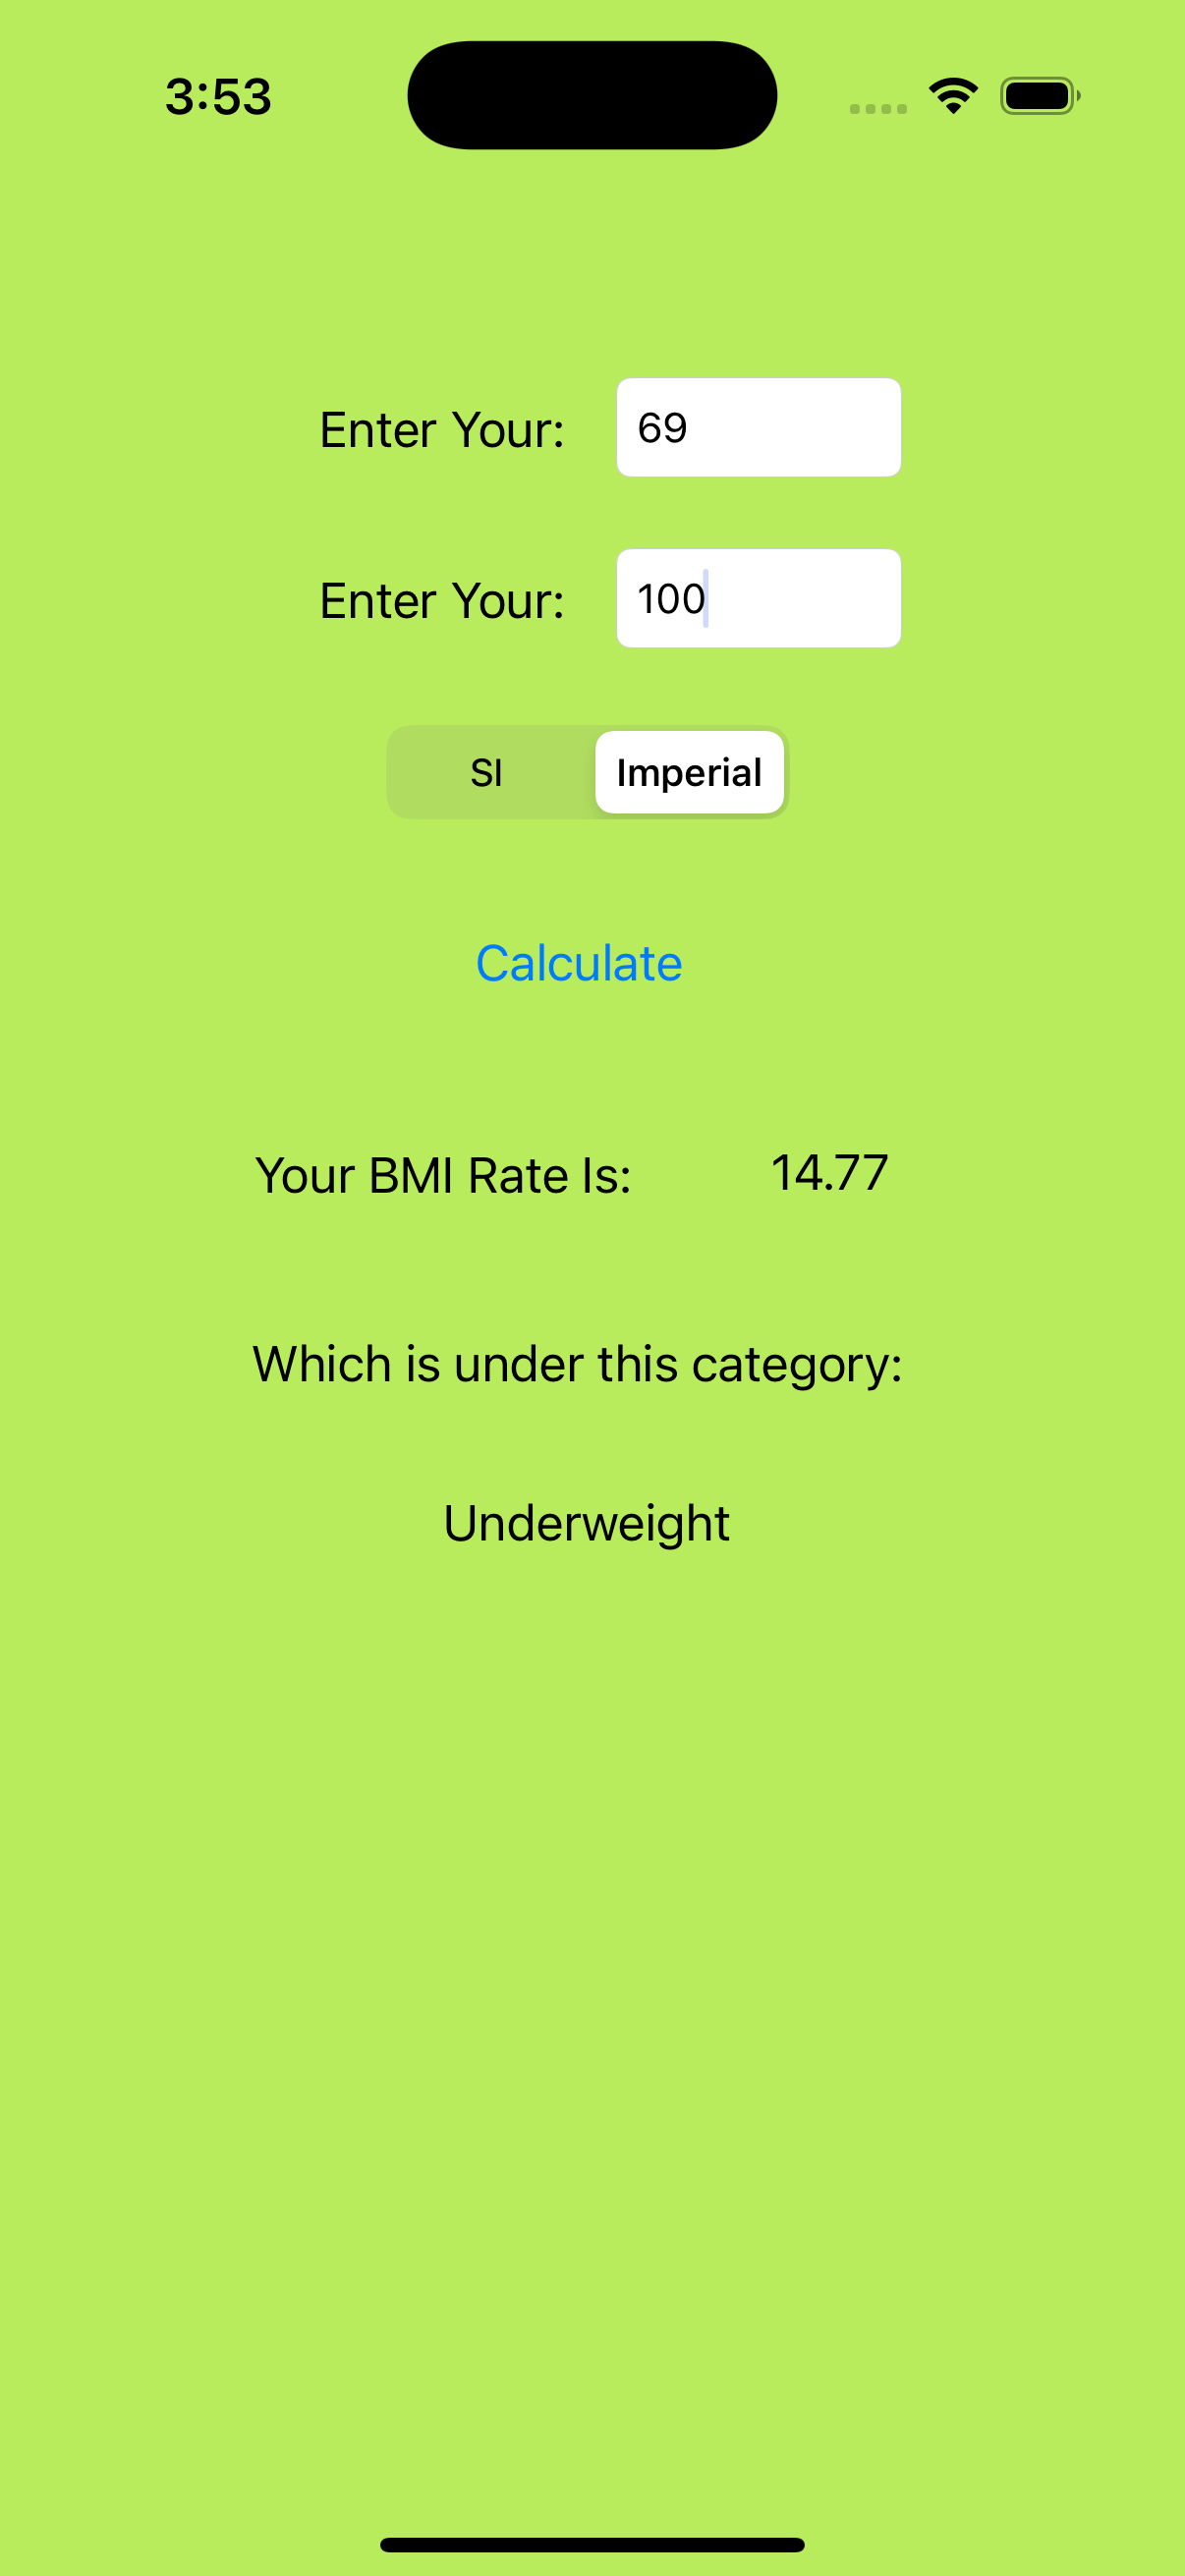 3:53
Enter Your: 69
Enter Your: 100
SI Imperial
Calculate
Your BMI Rate Is: 14.77
Which is under this category:
Underweight